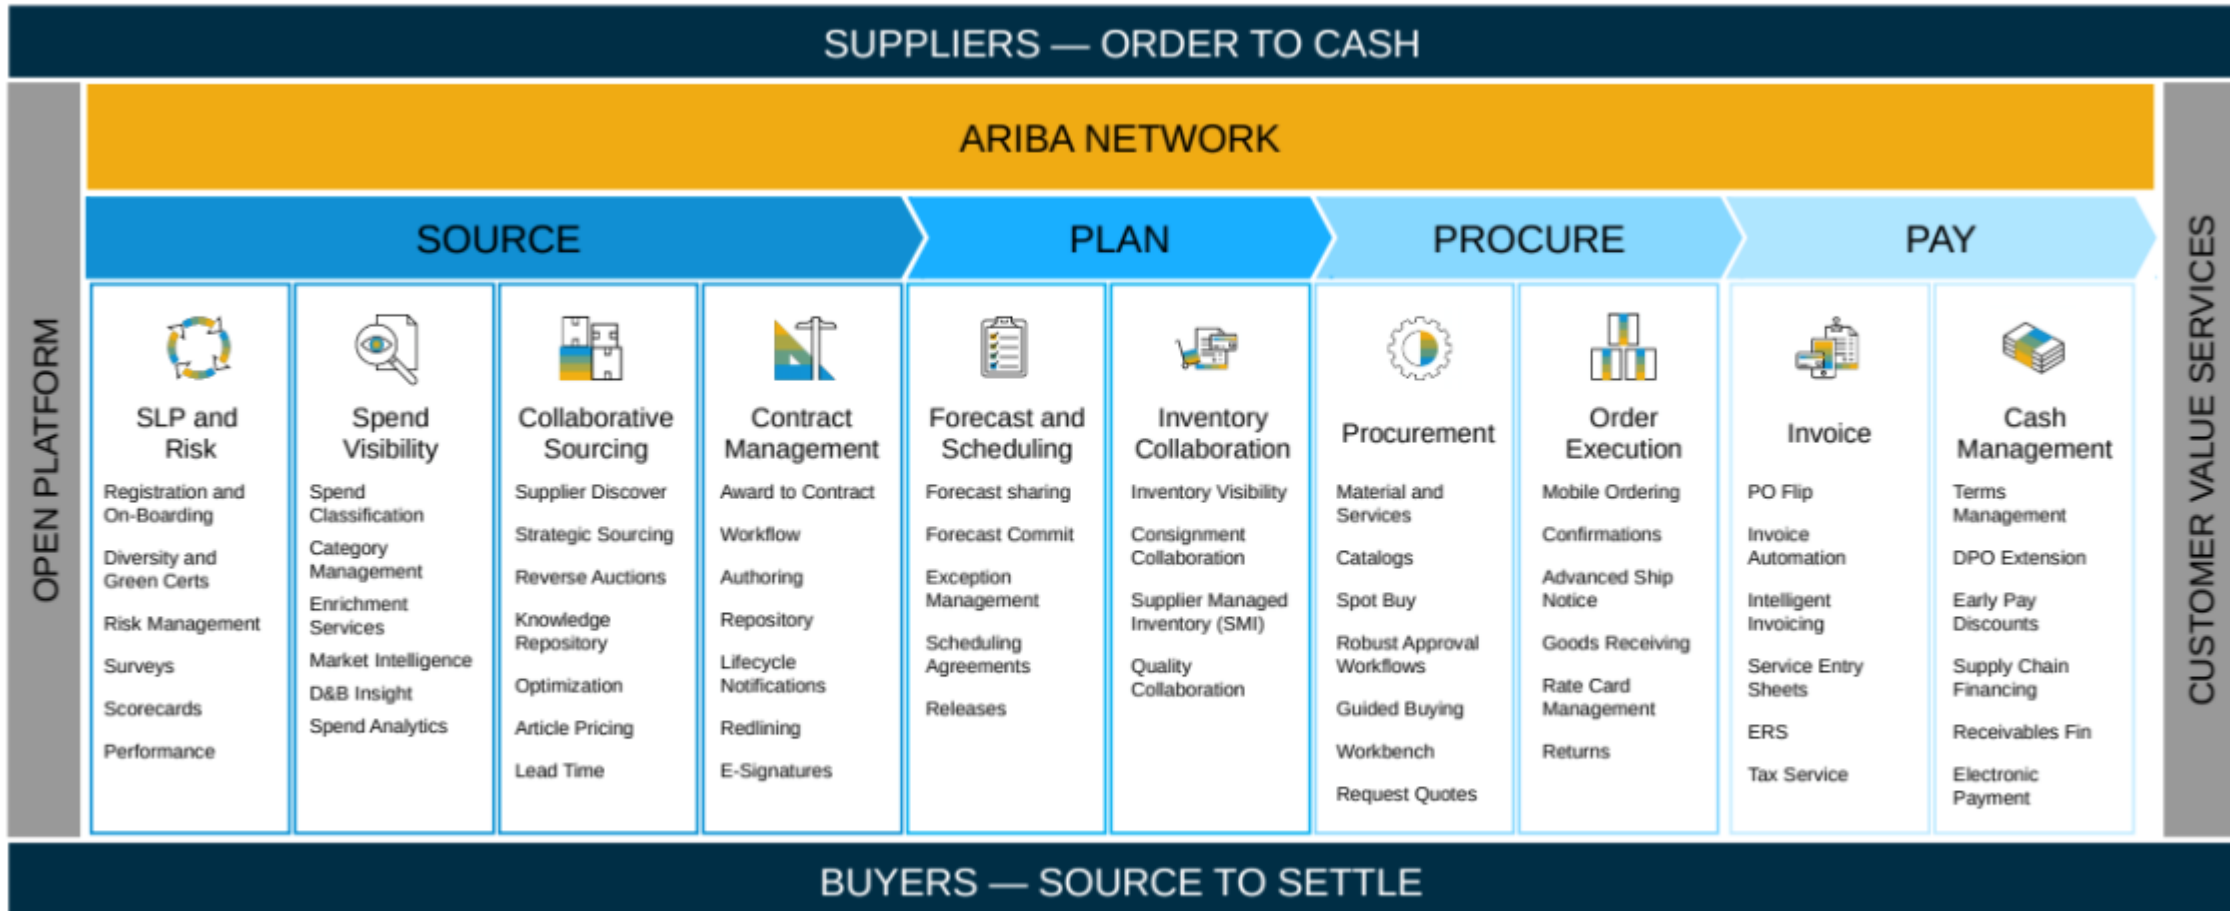 SUPPLIERS — ORDER TO CASH
ARIBA NETWORK
OPEN PLATFORM
SOURCE
PLAN
PROCURE
PAY
CUSTOMER VALUE SERVICES
SLP and
Risk
Registration and
On-Boarding
Diversity and
Green Certs
Risk Management
Surveys
Scorecards
Performance
Spend
Visibility
Spend
Classification
Category
Management
Enrichment
Services
Market Intelligence
D&B Insight
Spend Analytics
Collaborative
Sourcing
Supplier Discover
Strategic Sourcing
Reverse Auctions
Knowledge
Repository
Optimization
Article Pricing
Lead Time
Contract
Management
Award to Contract
Workflow
Authoring
Repository
Lifecycle
Notifications
Redlining
E-Signatures
Forecast and
Scheduling
Forecast sharing
Forecast Commit
Exception
Management
Scheduling
Agreements
Releases
Inventory
Collaboration
Inventory Visibility
Consignment
Collaboration
Supplier Managed
Inventory (SMI)
Quality
Collaboration
Procurement
Material and
Services
Catalogs
Spot Buy
Robust Approval
Workflows
Guided Buying
Workbench
Request Quotes
Order
Execution
Mobile Ordering
Confirmations
Advanced Ship
Notice
Goods Receiving
Rate Card
Management
Returns
Invoice
PO Flip
Invoice
Automation
Intelligent
Invoicing
Service Entry
Sheets
ERS
Tax Service
Cash
Management
Terms
Management
DPO Extension
Early Pay
Discounts
Supply Chain
Financing
Receivables Fin
Electronic
Payment
BUYERS — SOURCE TO SETTLE